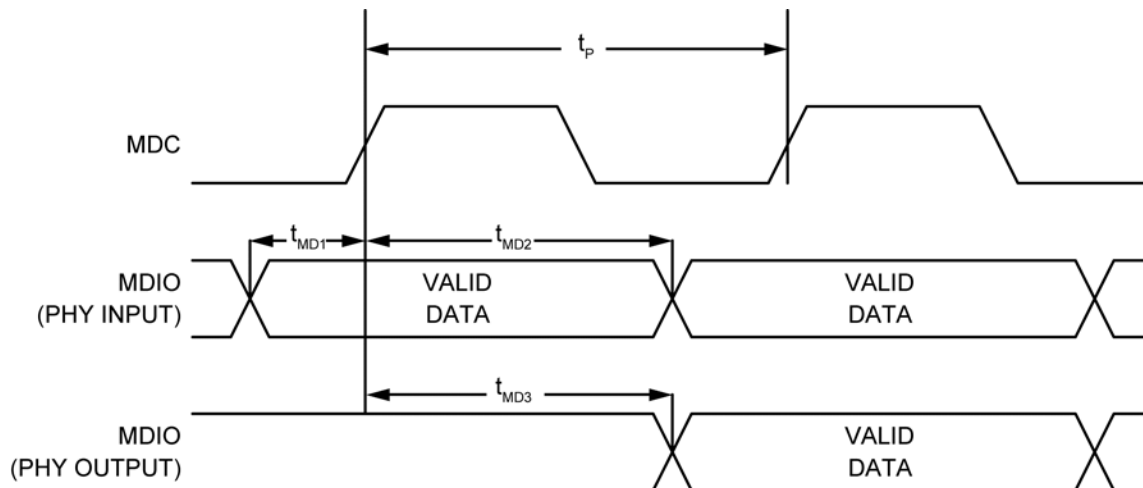 tP
MDC
tMD1
tMD2
MDIO
(PHY INPUT)
VALID
DATA
VALID
DATA
tMD3
MDIO
(PHY OUTPUT)
VALID
DATA